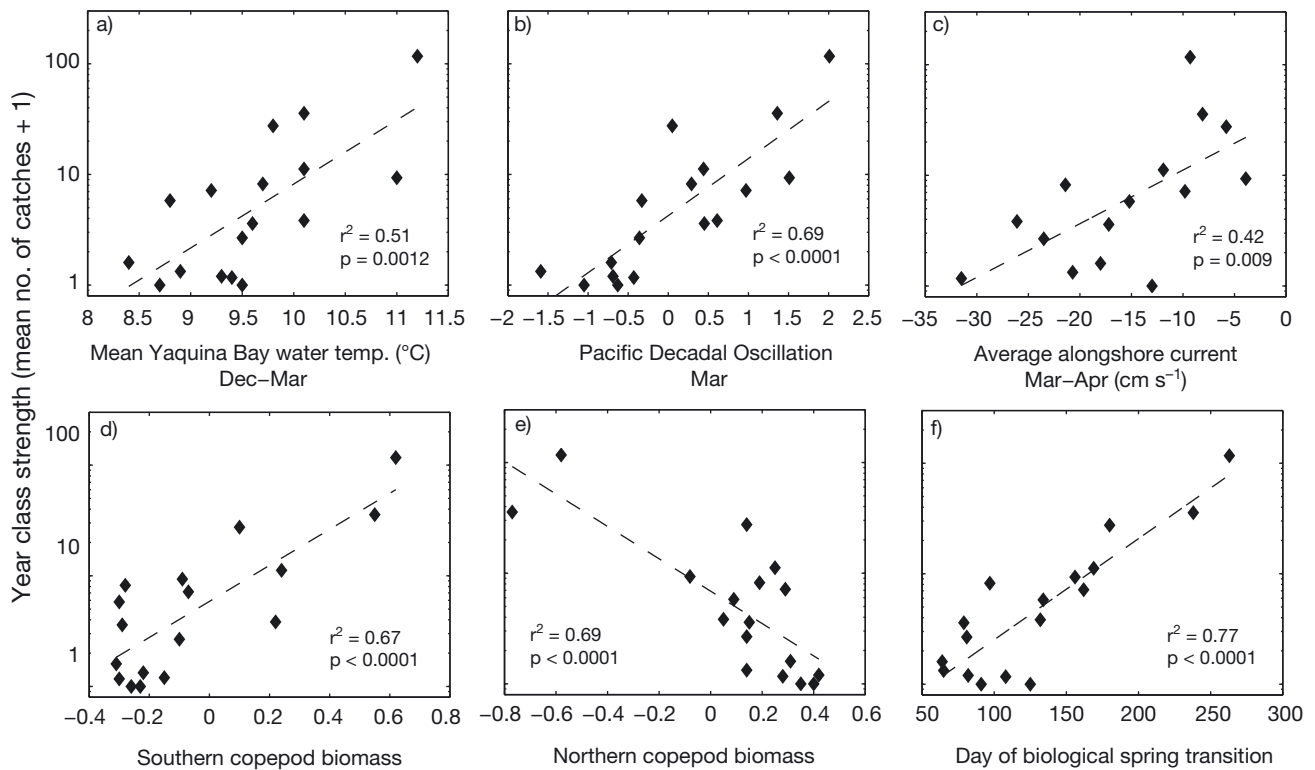 Year class strength (mean no. of catches + 1)
a)
100
10
1
r² = 0.51
p = 0.0012
8 8.5 9 9.5 10 10.5 11 11.5
Mean Yaquina Bay water temp. (°C)
Dec–Mar
b)
r² = 0.69
p < 0.0001
−2 −1.5 −1 −0.5 0 0.5 1 1.5 2 2.5
Pacific Decadal Oscillation
Mar
c)
r² = 0.42
p = 0.009
−35 −30 −25 −20 −15 −10 −5 0
Average alongshore current
Mar–Apr (cm s⁻¹)
d)
100
10
1
r² = 0.67
p < 0.0001
−0.4 −0.2 0 0.2 0.4 0.6 0.8
Southern copepod biomass
e)
r² = 0.69
p < 0.0001
−0.8 −0.6 −0.4 −0.2 0 0.2 0.4 0.6
Northern copepod biomass
f)
r² = 0.77
p < 0.0001
50 100 150 200 250 300
Day of biological spring transition